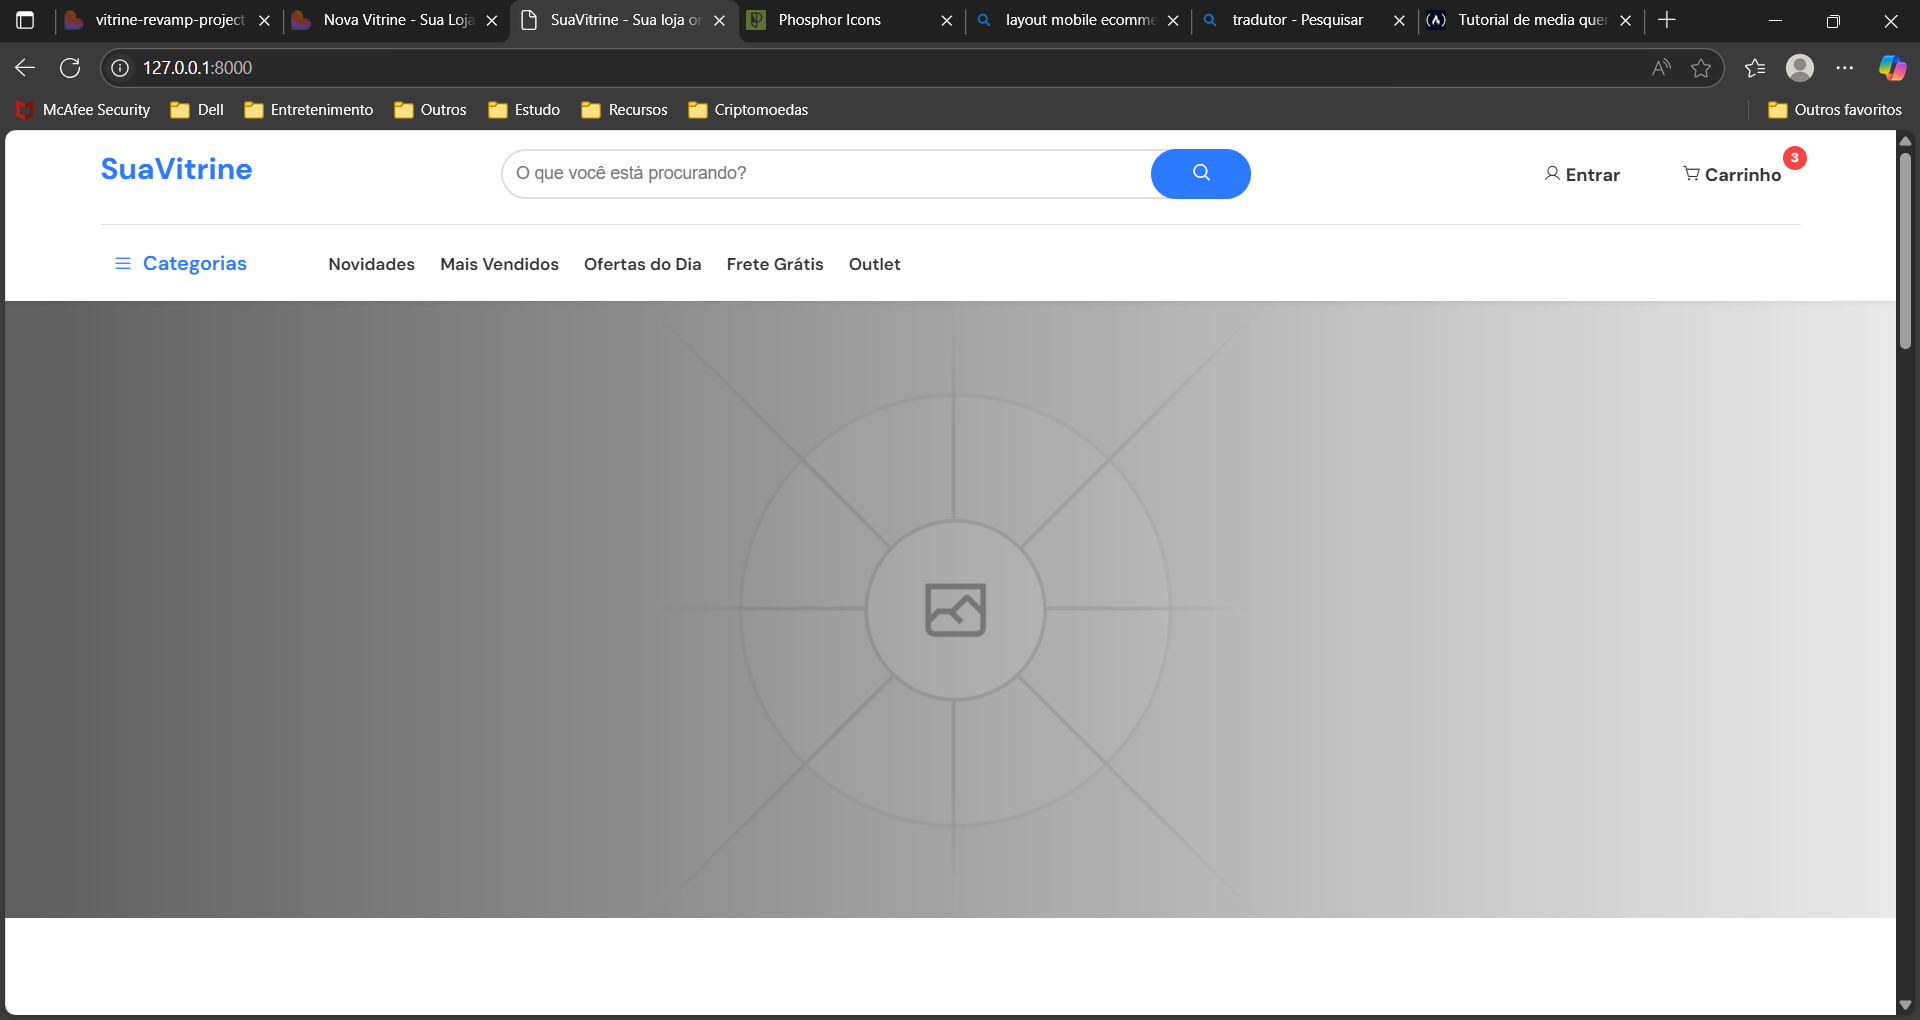 vitrine-revamp-project
Nova Vitrine - Sua Loja
SuaVitrine - Sua loja or
Phosphor Icons
layout mobile ecomme
tradutor - Pesquisar
Tutorial de media quer
127.0.0.1:8000
McAfee Security
Dell
Entretenimento
Outros
Estudo
Recursos
Criptomoedas
Outros favoritos
SuaVitrine
O que você está procurando?
Entrar
Carrinho
3
Categorias
Novidades
Mais Vendidos
Ofertas do Dia
Frete Grátis
Outlet